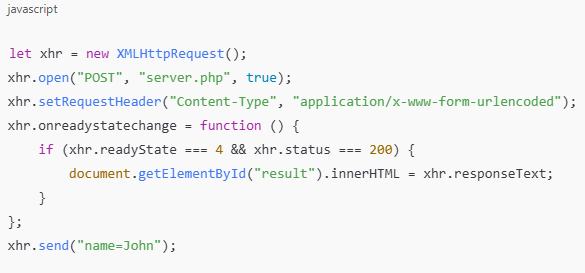 javascript
let xhr = new XMLHttpRequest();
xhr.open("POST", "server.php", true);
xhr.setRequestHeader("Content-Type", "application/x-www-form-urlencoded");
xhr.onreadystatechange = function () {
    if (xhr.readyState === 4 && xhr.status === 200) {
        document.getElementById("result").innerHTML = xhr.responseText;
    }
};
xhr.send("name=John");